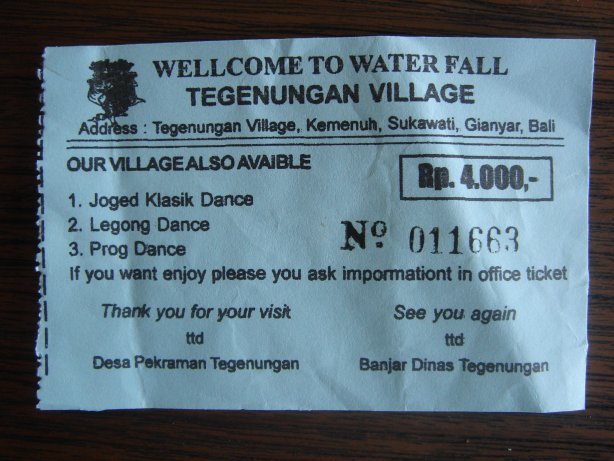 WELLCOME TO WATER FALL
TEGENUNGAN VILLAGE
Address : Tegenungan Village, Kemenuh, Sukawati, Gianyar, Bali
OUR VILLAGE ALSO AVAIBLE
Rp. 4.000,-
1. Joged Klasik Dance
2. Legong Dance
3. Prog Dance
Nº 011663
If you want enjoy please you ask impormationt in office ticket
Thank you for your visit
See you again
ttd
ttd
Desa Pekraman Tegenungan
Banjar Dinas Tegenungan